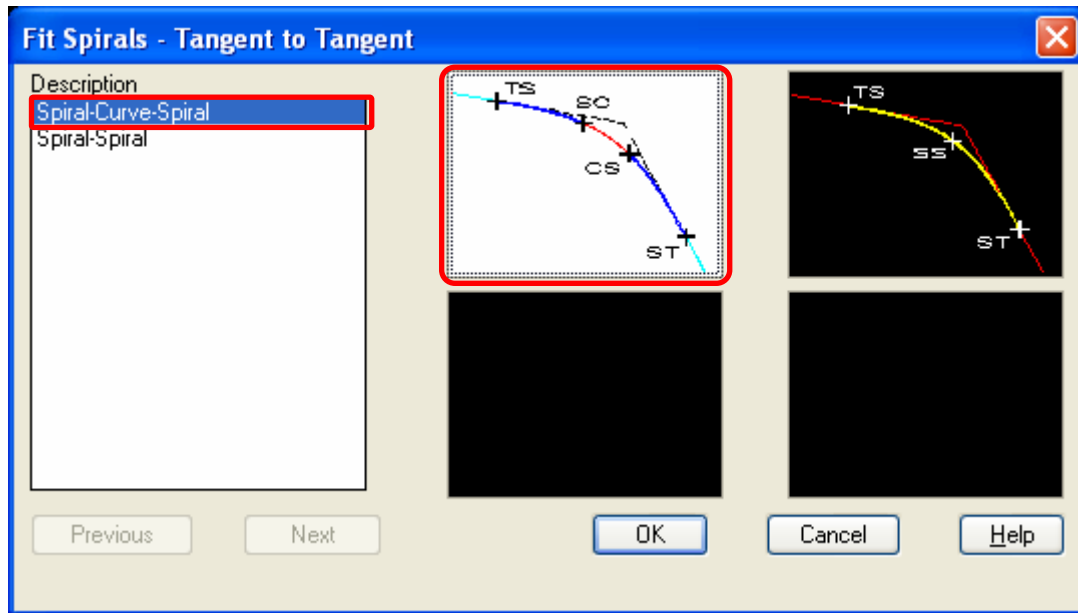 Fit Spirals - Tangent to Tangent
Description
Spiral-Curve-Spiral
Spiral-Spiral
TS
SC
CS
ST
TS
SS
ST
Previous
Next
OK
Cancel
Help